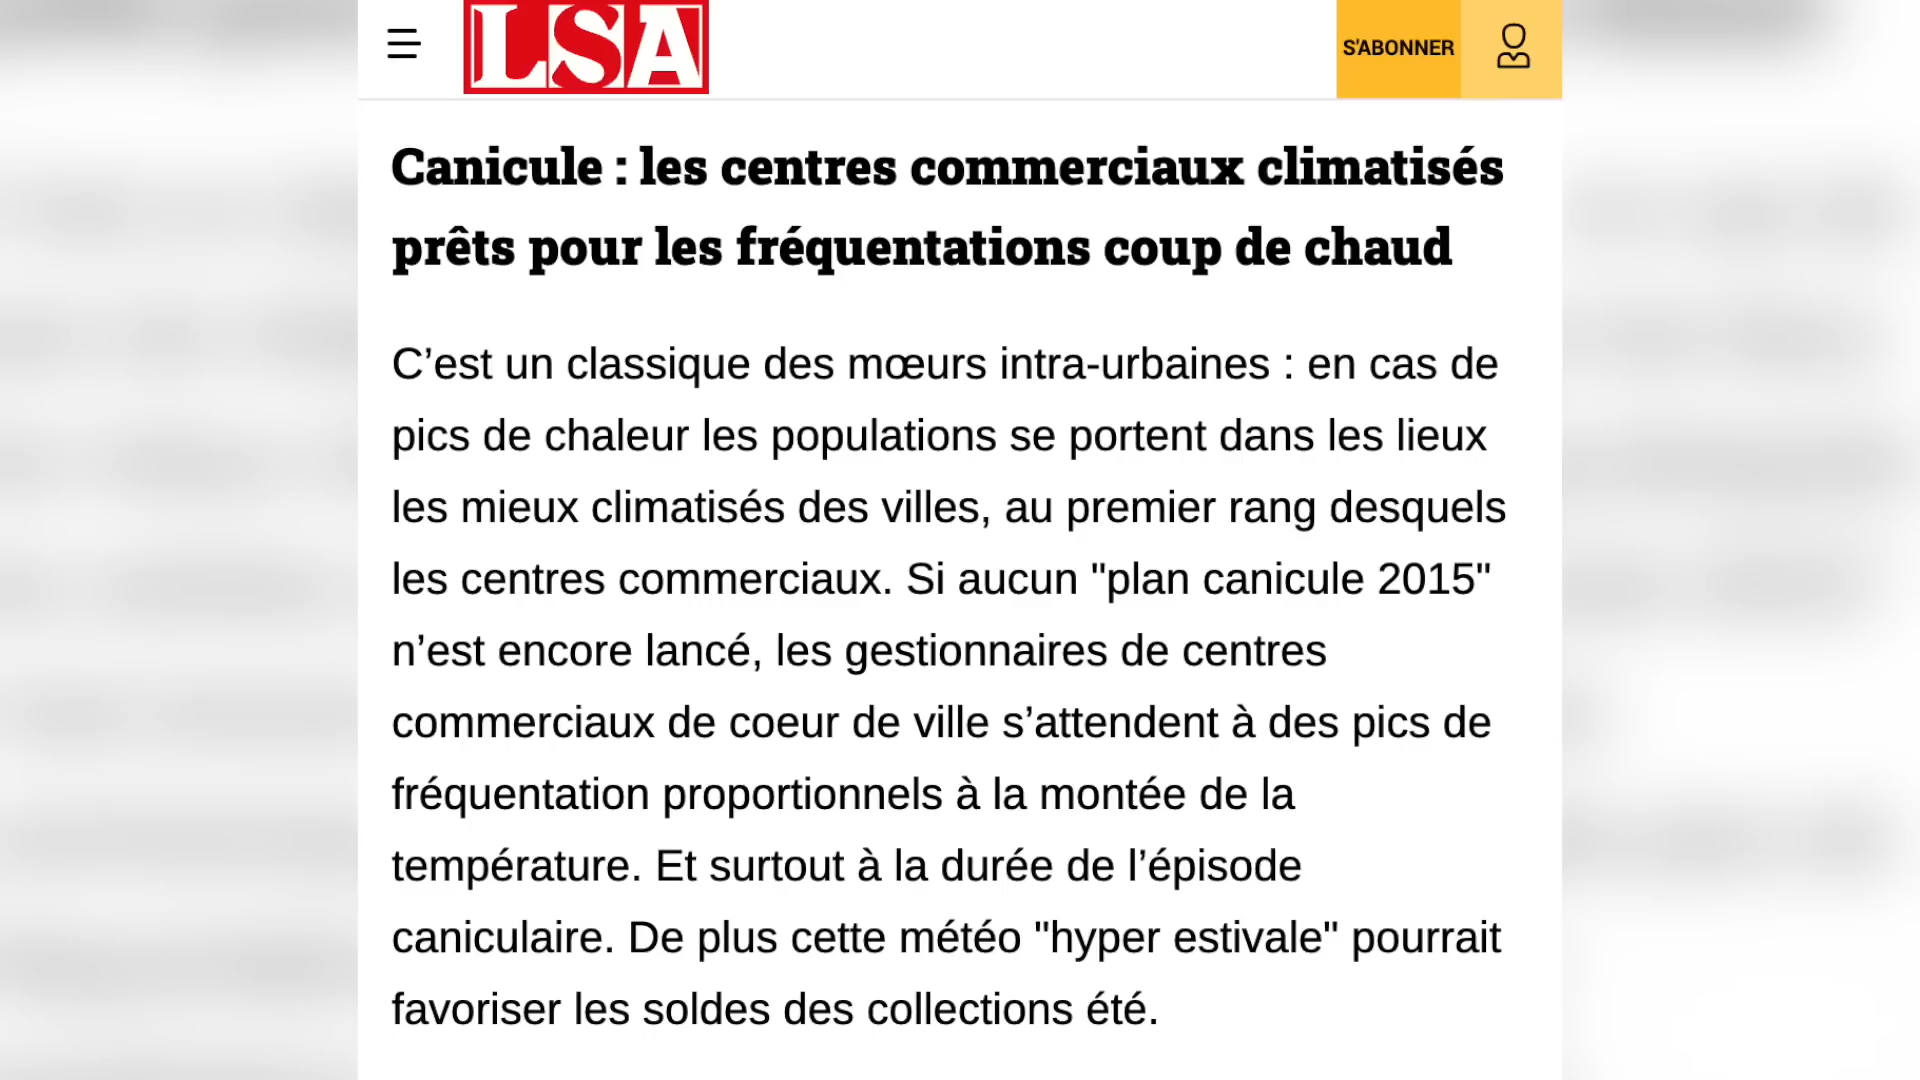 LSA
S'ABONNER
Canicule : les centres commerciaux climatisés
prêts pour les fréquentations coup de chaud
C’est un classique des mœurs intra-urbaines : en cas de
pics de chaleur les populations se portent dans les lieux
les mieux climatisés des villes, au premier rang desquels
les centres commerciaux. Si aucun "plan canicule 2015"
n’est encore lancé, les gestionnaires de centres
commerciaux de coeur de ville s’attendent à des pics de
fréquentation proportionnels à la montée de la
température. Et surtout à la durée de l’épisode
caniculaire. De plus cette météo "hyper estivale" pourrait
favoriser les soldes des collections été.